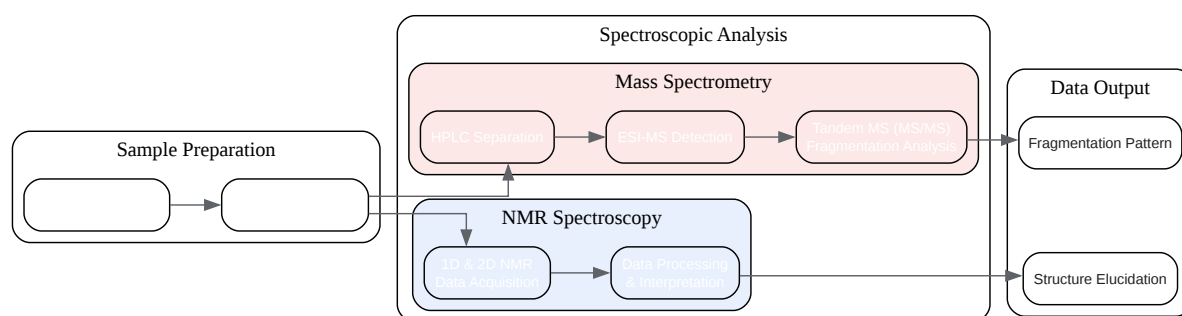 Spectroscopic Analysis
Mass Spectrometry
Data Output
HPLC Separation
ESI-MS Detection
Tandem MS (MS/MS)
Fragmentation Analysis
Fragmentation Pattern
Sample Preparation
NMR Spectroscopy
1D & 2D NMR
Data Acquisition
Data Processing
& Interpretation
Structure Elucidation